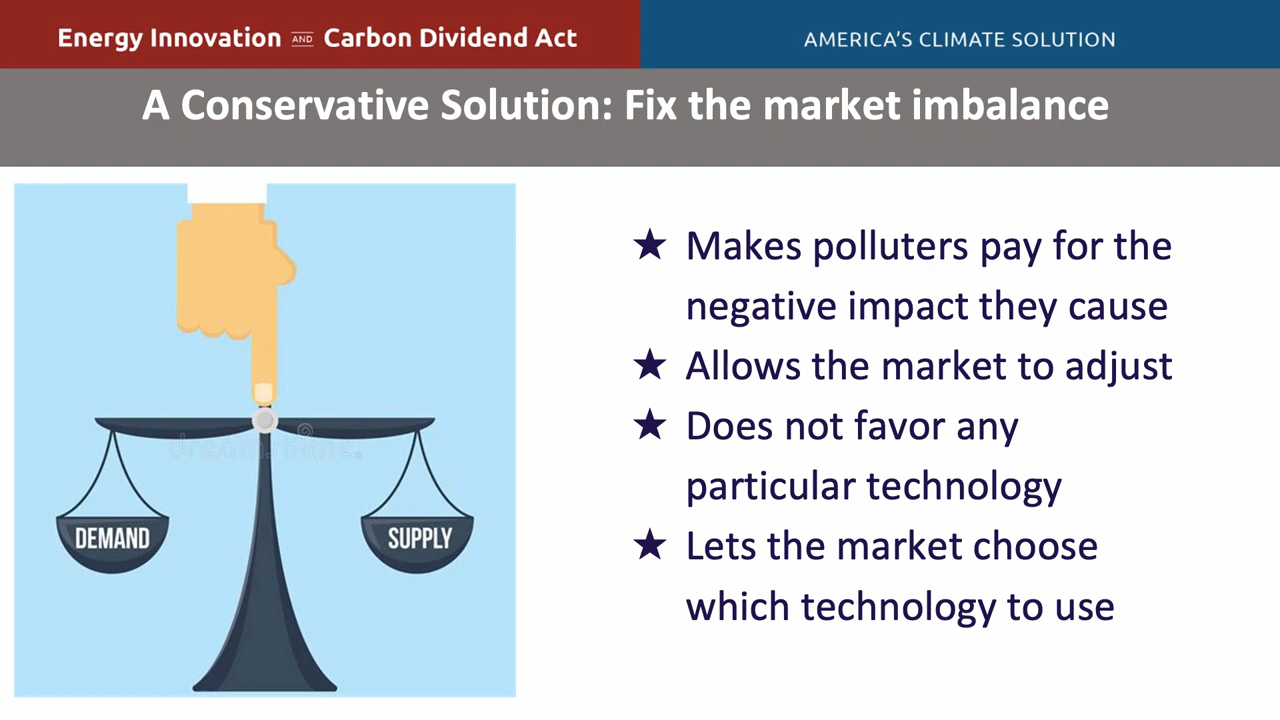 Energy Innovation AND Carbon Dividend Act
AMERICA'S CLIMATE SOLUTION
A Conservative Solution: Fix the market imbalance
★ Makes polluters pay for the
negative impact they cause
★ Allows the market to adjust
★ Does not favor any
particular technology
★ Lets the market choose
which technology to use
DEMAND
SUPPLY